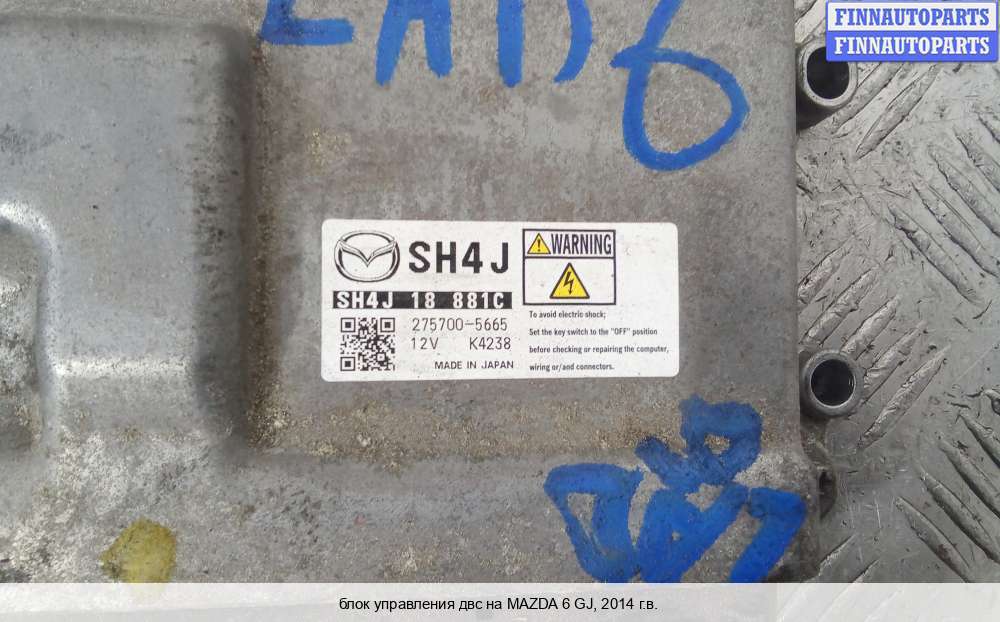 FINNAUTOPARTS
FINNAUTOPARTS
SH4J
WARNING
SH4J 18 881C
275700-5665
12V K4238
MADE IN JAPAN
To avoid electric shock;
Set the key switch to the "OFF" position
before checking or repairing the computer,
wiring or/and connectors.
блок управления двс на MAZDA 6 GJ, 2014 г.в.